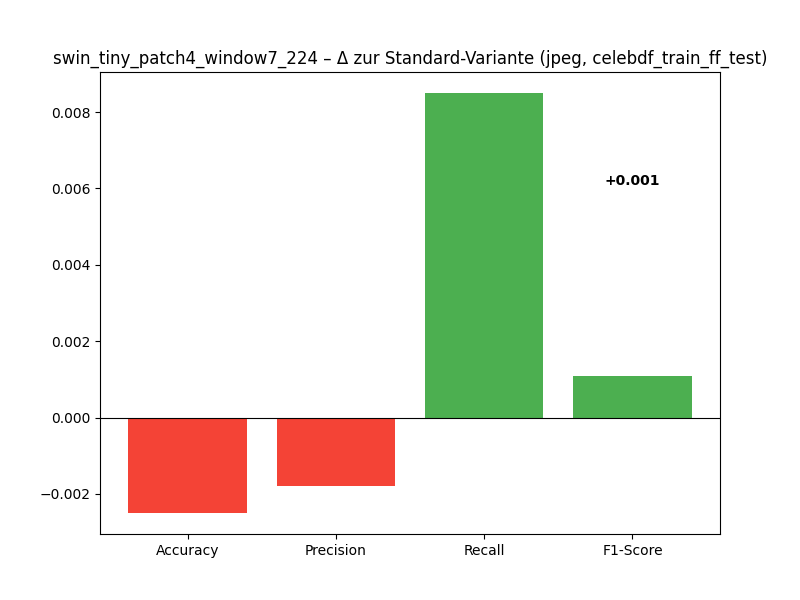 swin_tiny_patch4_window7_224 – Δ zur Standard-Variante (jpeg, celebdf_train_ff_test)
0.008
0.006
0.004
0.002
0.000
−0.002
+0.001
Accuracy
Precision
Recall
F1-Score